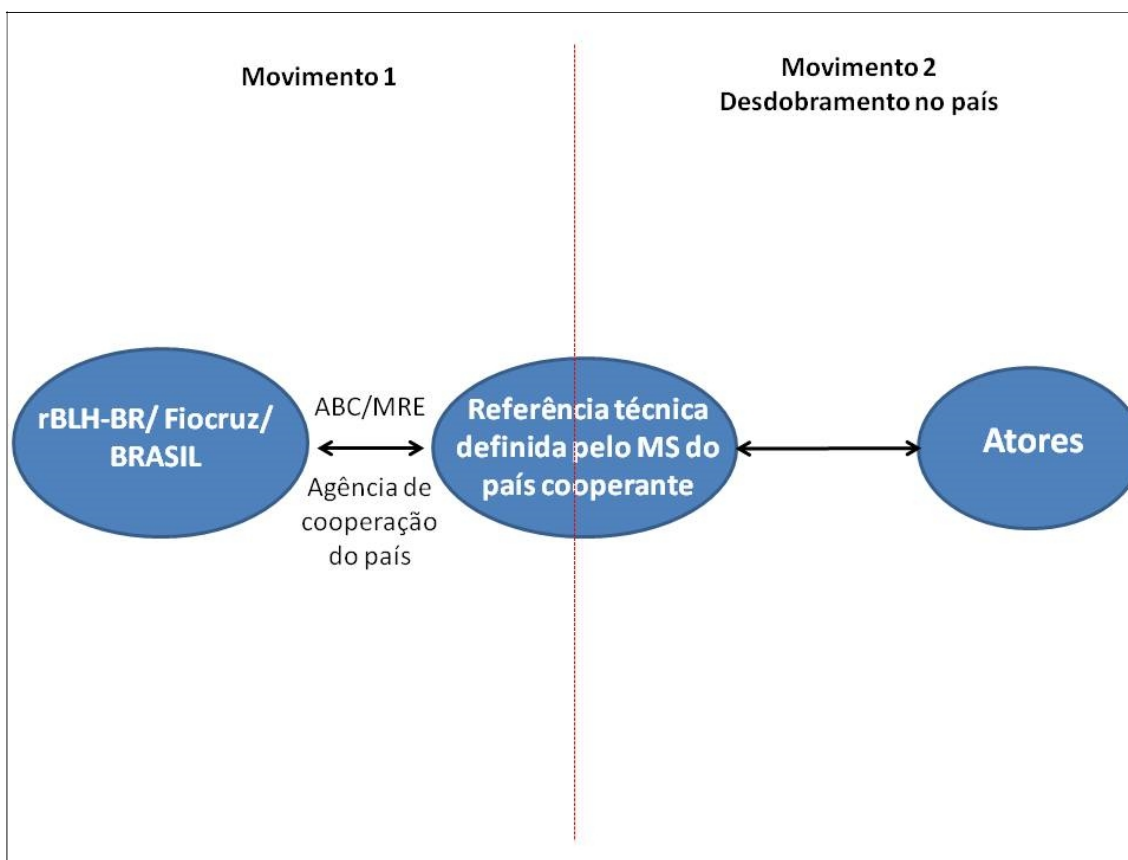 Movimento 1
Movimento 2
Desdobramento no país
rBLH-BR/ Fiocruz/
BRASIL
ABC/MRE
Agência de
cooperação
do país
Referência técnica
definida pelo MS do
país cooperante
Atores